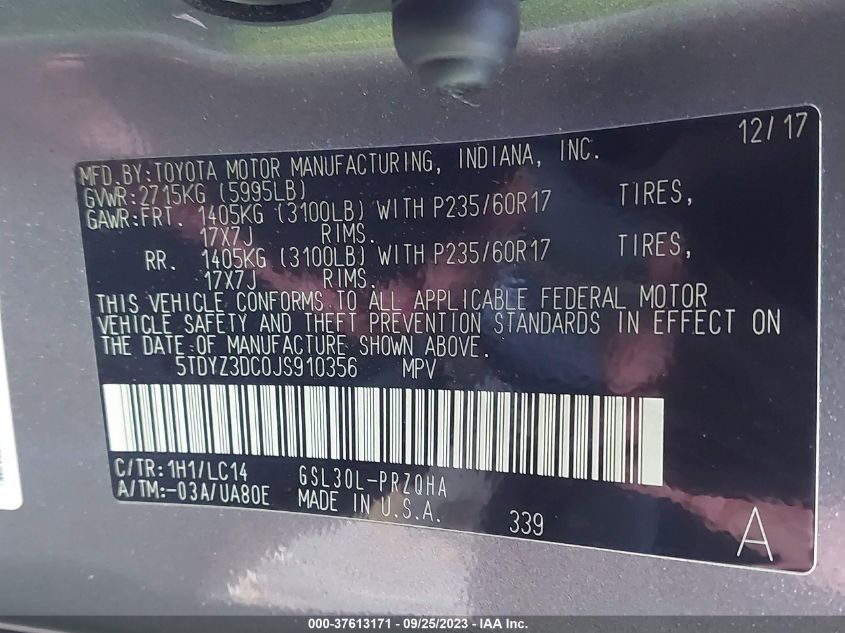 12/17
MFD.BY:TOYOTA MOTOR MANUFACTURING, INDIANA, INC.
GVWR:2715KG (5995LB)
GAWR:FRT. 1405KG (3100LB) WITH P235/60R17 TIRES,
17X7J RIMS.
RR. 1405KG (3100LB) WITH P235/60R17 TIRES,
17X7J RIMS.
THIS VEHICLE CONFORMS TO ALL APPLICABLE FEDERAL MOTOR
VEHICLE SAFETY AND THEFT PREVENTION STANDARDS IN EFFECT ON
THE DATE OF MANUFACTURE SHOWN ABOVE.
5TDYZ3DC0JS910356 MPV
C/TR:1H1/LC14 GSL30L-PRZQHA
A/TM:-03A/UA80E MADE IN U.S.A. 339 A
000-37613171 - 09/25/2023 - IAA Inc.